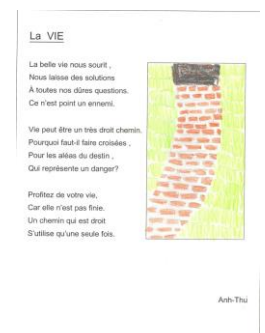 La VIE
La belle vie nous sourit ,
Nous laisse des solutions
À toutes nos dûres questions.
Ce n'est point un ennemi.
Vie peut être un très droit chemin.
Pourquoi faut-il faire croisées ,
Pour les aléas du destin ,
Qui représente un danger?
Profitez de votre vie,
Car elle n'est pas finie.
Un chemin qui est droit
S'utilise qu'une seule fois.
Anh-Thu